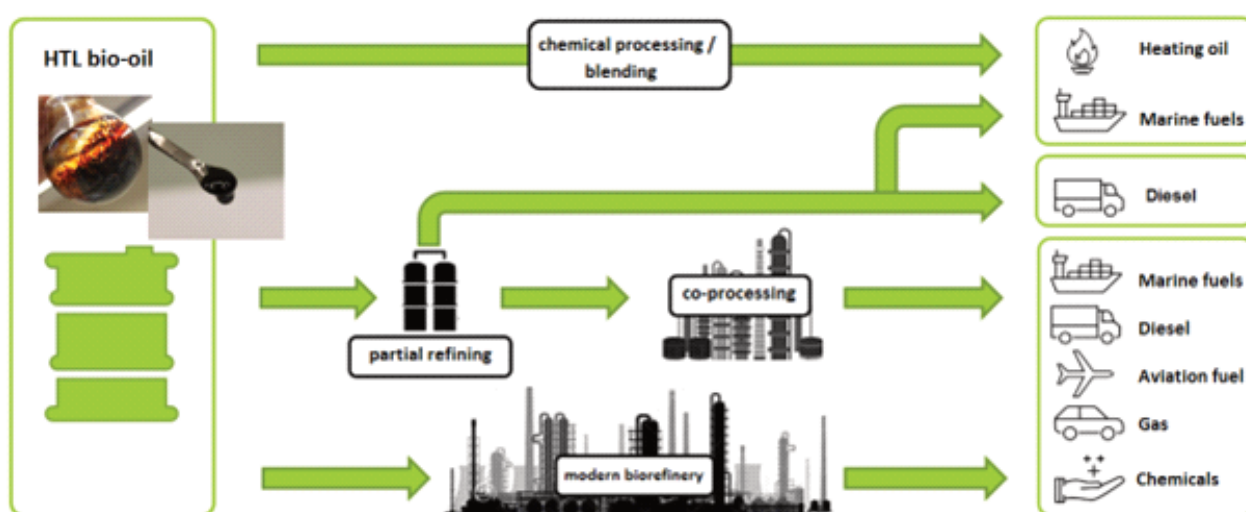 HTL bio-oil
chemical processing /
blending
Heating oil
Marine fuels
Diesel
partial refining
co-processing
Marine fuels
Diesel
Aviation fuel
Gas
Chemicals
modern biorefinery